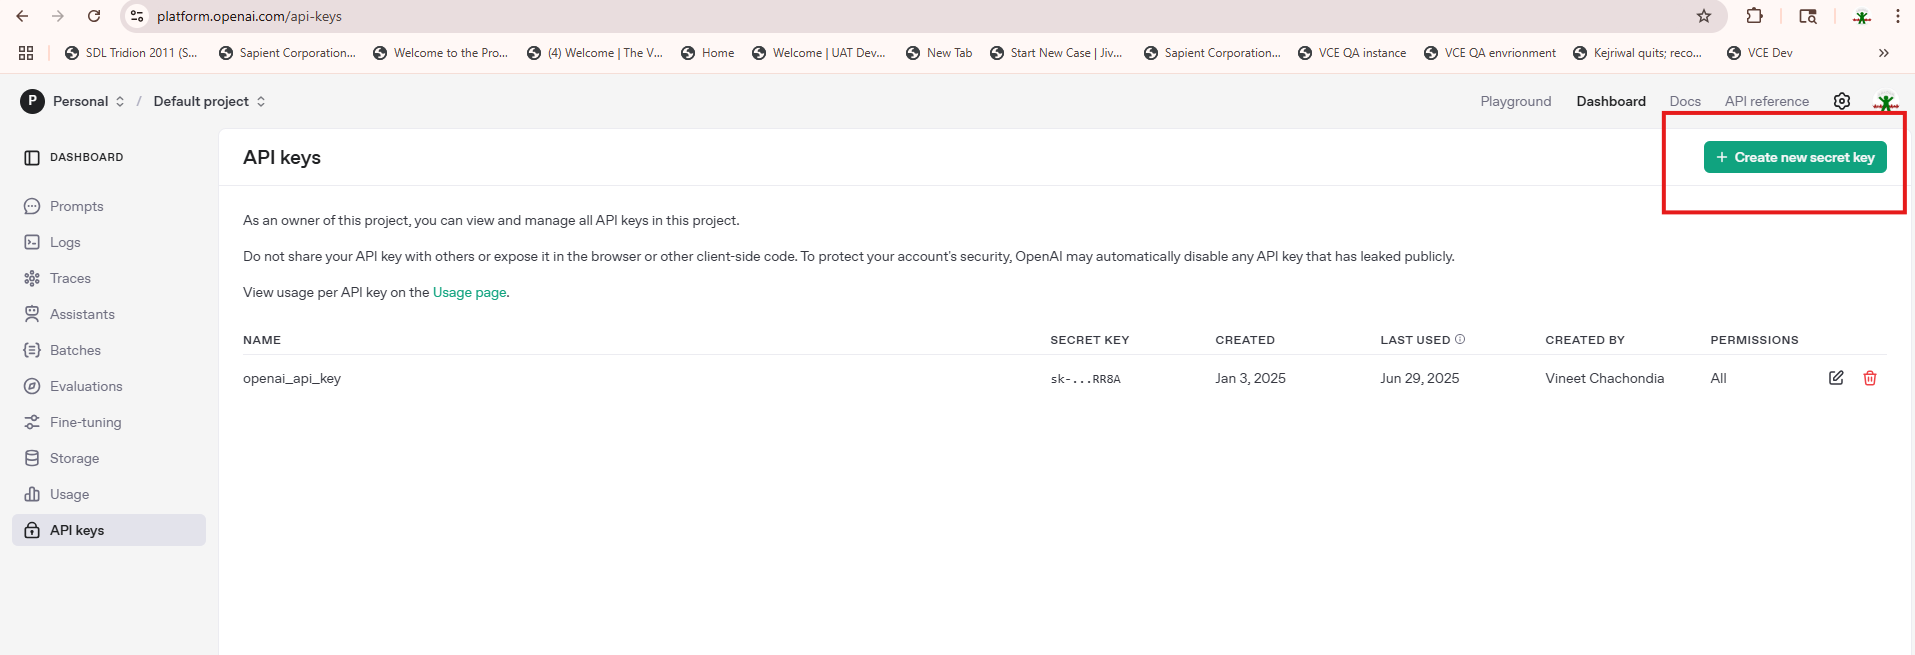 platform.openai.com/api-keys
SDL Tridion 2011 (S... Sapient Corporation... Welcome to the Pro... (4) Welcome | The V... Home Welcome | UAT Dev... New Tab Start New Case | Jiv... Sapient Corporation... VCE QA instance VCE QA envrionment Kejriwal quits; reco... VCE Dev
P Personal / Default project Playground Dashboard Docs API reference
DASHBOARD
Prompts
Logs
Traces
Assistants
Batches
Evaluations
Fine-tuning
Storage
Usage
API keys
API keys
+ Create new secret key
As an owner of this project, you can view and manage all API keys in this project.
Do not share your API key with others or expose it in the browser or other client-side code. To protect your account's security, OpenAI may automatically disable any API key that has leaked publicly.
View usage per API key on the Usage page.
NAME SECRET KEY CREATED LAST USED CREATED BY PERMISSIONS
openai_api_key sk-...RR8A Jan 3, 2025 Jun 29, 2025 Vineet Chachondia All